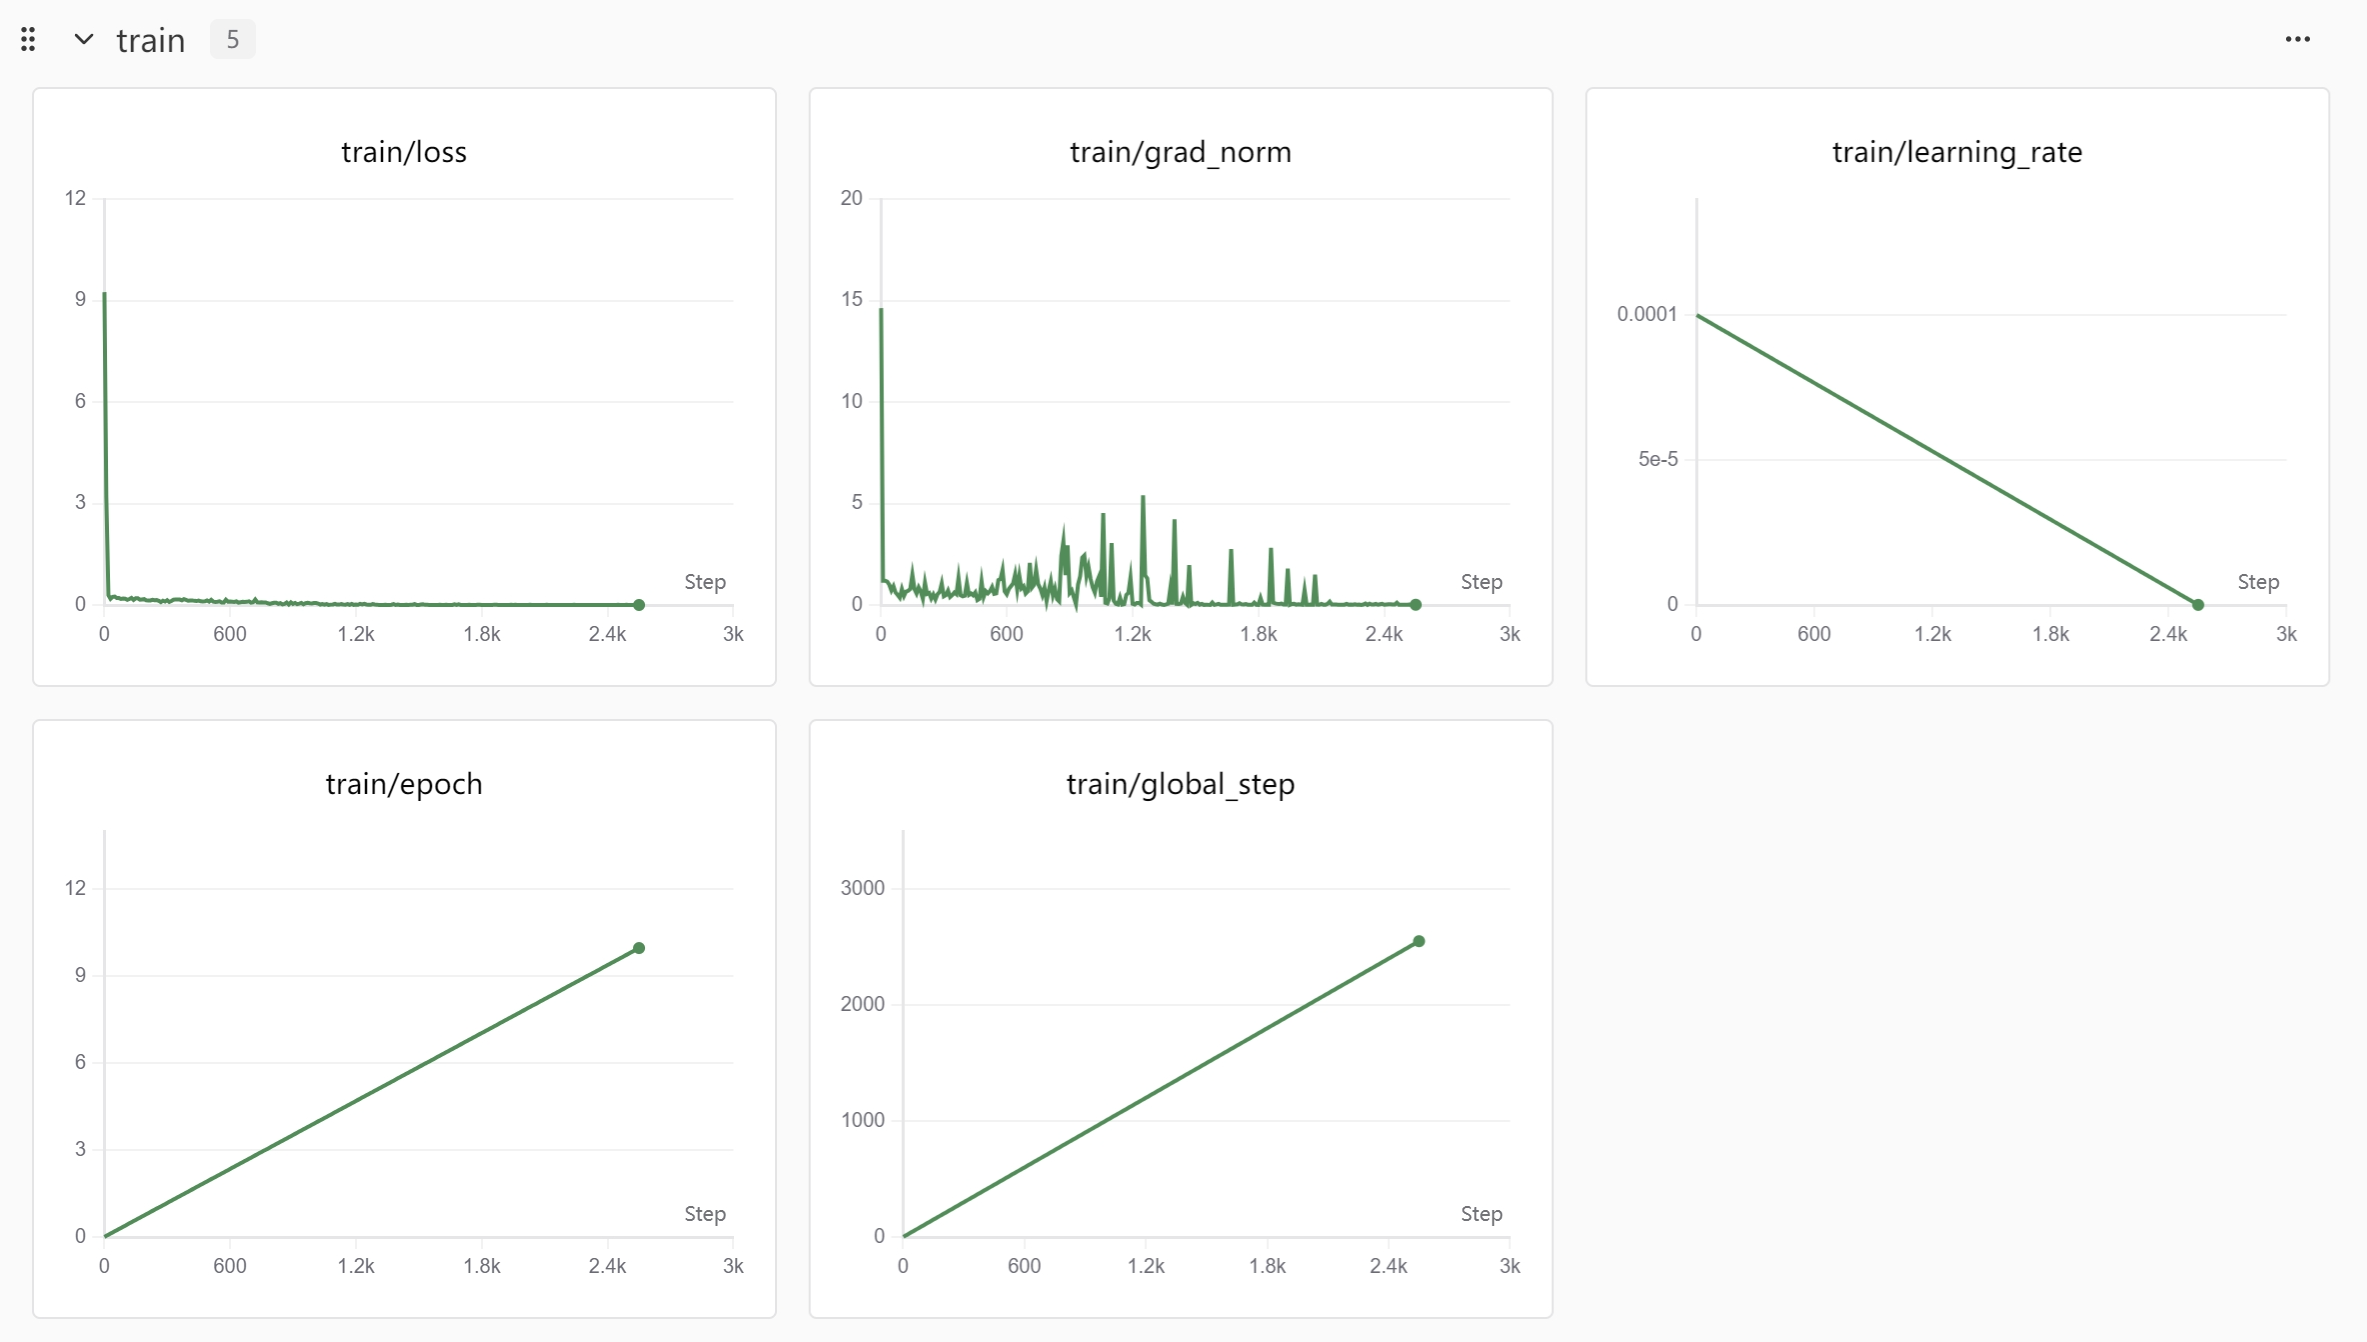 train 5
train/loss
12
9
6
3
0
Step
0 600 1.2k 1.8k 2.4k 3k
train/grad_norm
20
15
10
5
0
Step
0 600 1.2k 1.8k 2.4k 3k
train/learning_rate
0.0001
5e-5
0
Step
0 600 1.2k 1.8k 2.4k 3k
train/epoch
12
9
6
3
0
Step
0 600 1.2k 1.8k 2.4k 3k
train/global_step
3000
2000
1000
0
Step
0 600 1.2k 1.8k 2.4k 3k